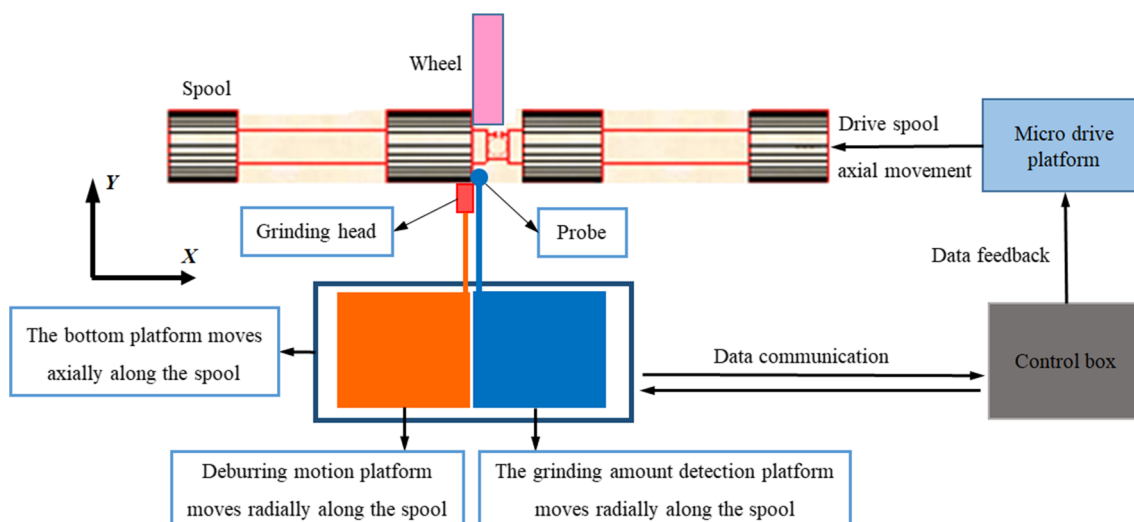 Wheel
Spool
Drive spool
axial movement
Micro drive
platform
Y
X
Grinding head
Probe
Data feedback
The bottom platform moves
axially along the spool
Data communication
Control box
Deburring motion platform
moves radially along the spool
The grinding amount detection platform
moves radially along the spool